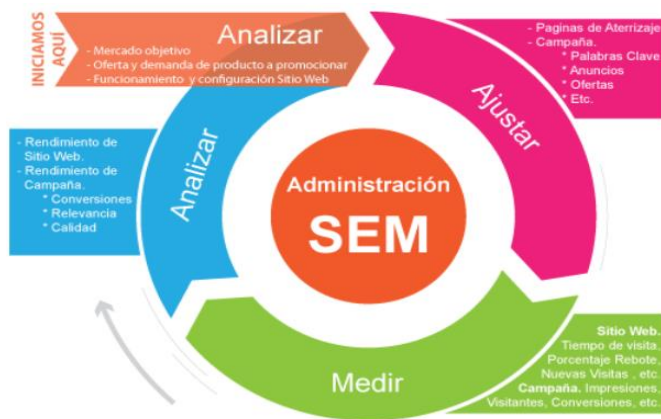 INICIAMOS
AQUÍ
Analizar
- Mercado objetivo
- Oferta y demanda de producto a promocionar
- Funcionamiento y configuración Sitio Web
- Paginas de Aterrizaje
- Campaña.
* Palabras Clave
* Anuncios
* Ofertas
* Etc.
Ajustar
- Rendimiento de
Sitio Web.
- Rendimiento de
Campaña.
* Conversiones
* Relevancia
* Calidad
Analizar
Administración
SEM
Medir
Sitio Web.
Tiempo de visita.
Porcentaje Rebote.
Nuevas Visitas , etc.
Campaña. Impresiones.
Visitantes, Conversiones, etc.